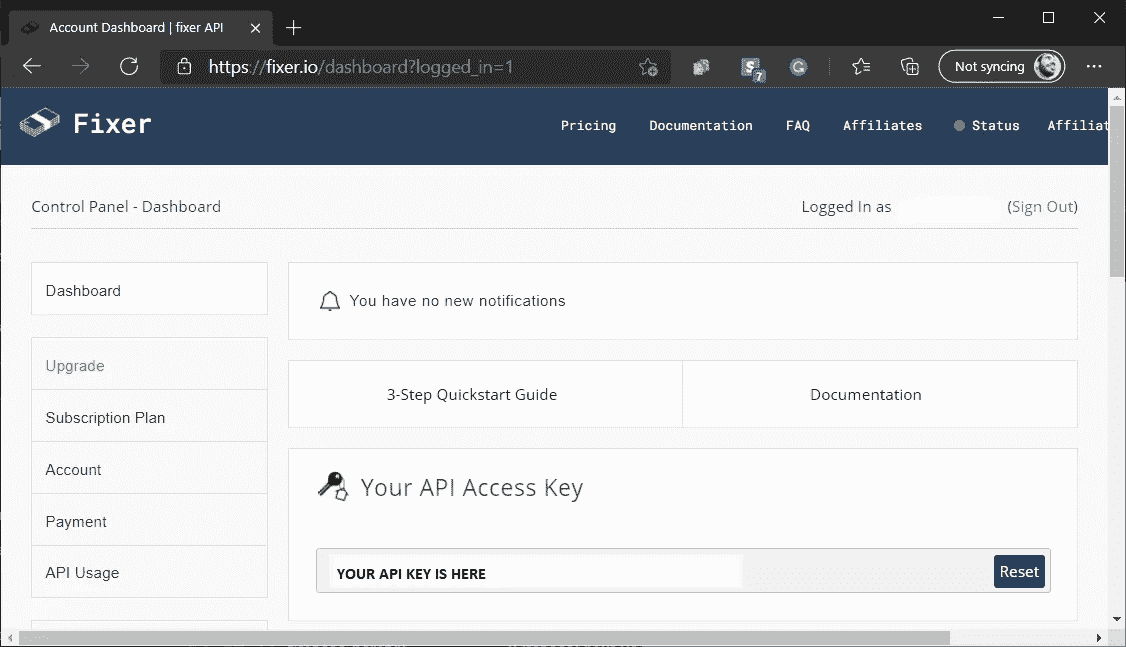 Account Dashboard | fixer API
https://fixer.io/dashboard?logged_in=1
7
Not syncing
Fixer
Pricing Documentation FAQ Affiliates Status Affiliat
Control Panel - Dashboard
Logged In as (Sign Out)
Dashboard
You have no new notifications
Upgrade
3-Step Quickstart Guide
Documentation
Subscription Plan
Account
Your API Access Key
Payment
API Usage
YOUR API KEY IS HERE
Reset